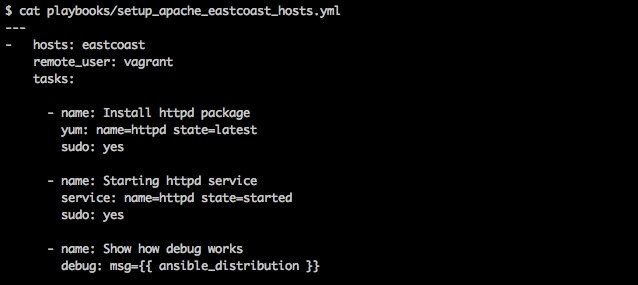 $ cat playbooks/setup_apache_eastcoast_hosts.yml
---
-   hosts: eastcoast
    remote_user: vagrant
    tasks:

      - name: Install httpd package
        yum: name=httpd state=latest
        sudo: yes

      - name: Starting httpd service
        service: name=httpd state=started
        sudo: yes

      - name: Show how debug works
        debug: msg={{ ansible_distribution }}